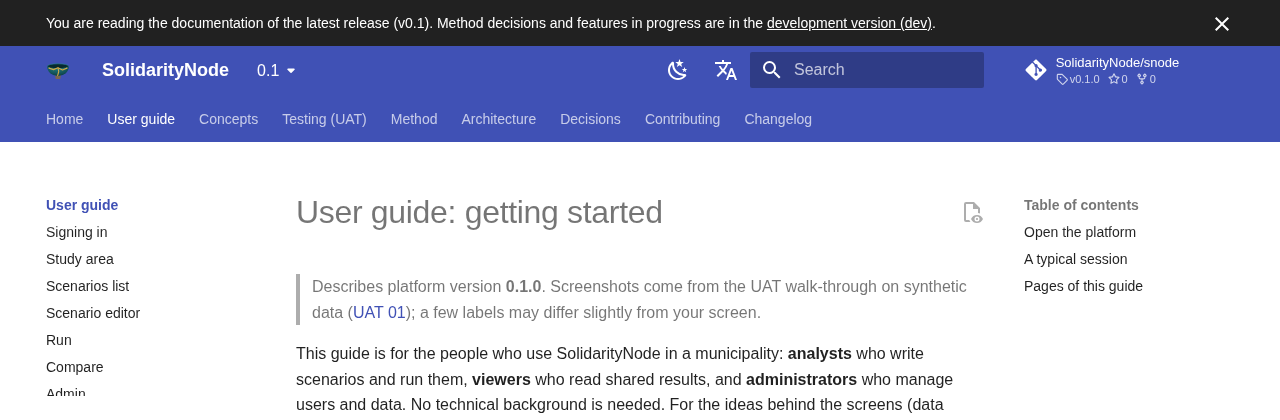 You are reading the documentation of the latest release (v0.1). Method decisions and features in progress are in the development version (dev).
SolidarityNode 0.1 Search SolidarityNode/snode
v0.1.0 0 0
Home User guide Concepts Testing (UAT) Method Architecture Decisions Contributing Changelog
User guide
Signing in
Study area
Scenarios list
Scenario editor
Run
Compare
Admin
User guide: getting started
Describes platform version 0.1.0. Screenshots come from the UAT walk-through on synthetic
data (UAT 01); a few labels may differ slightly from your screen.
This guide is for the people who use SolidarityNode in a municipality: analysts who write
scenarios and run them, viewers who read shared results, and administrators who manage
users and data. No technical background is needed. For the ideas behind the screens (data
Table of contents
Open the platform
A typical session
Pages of this guide